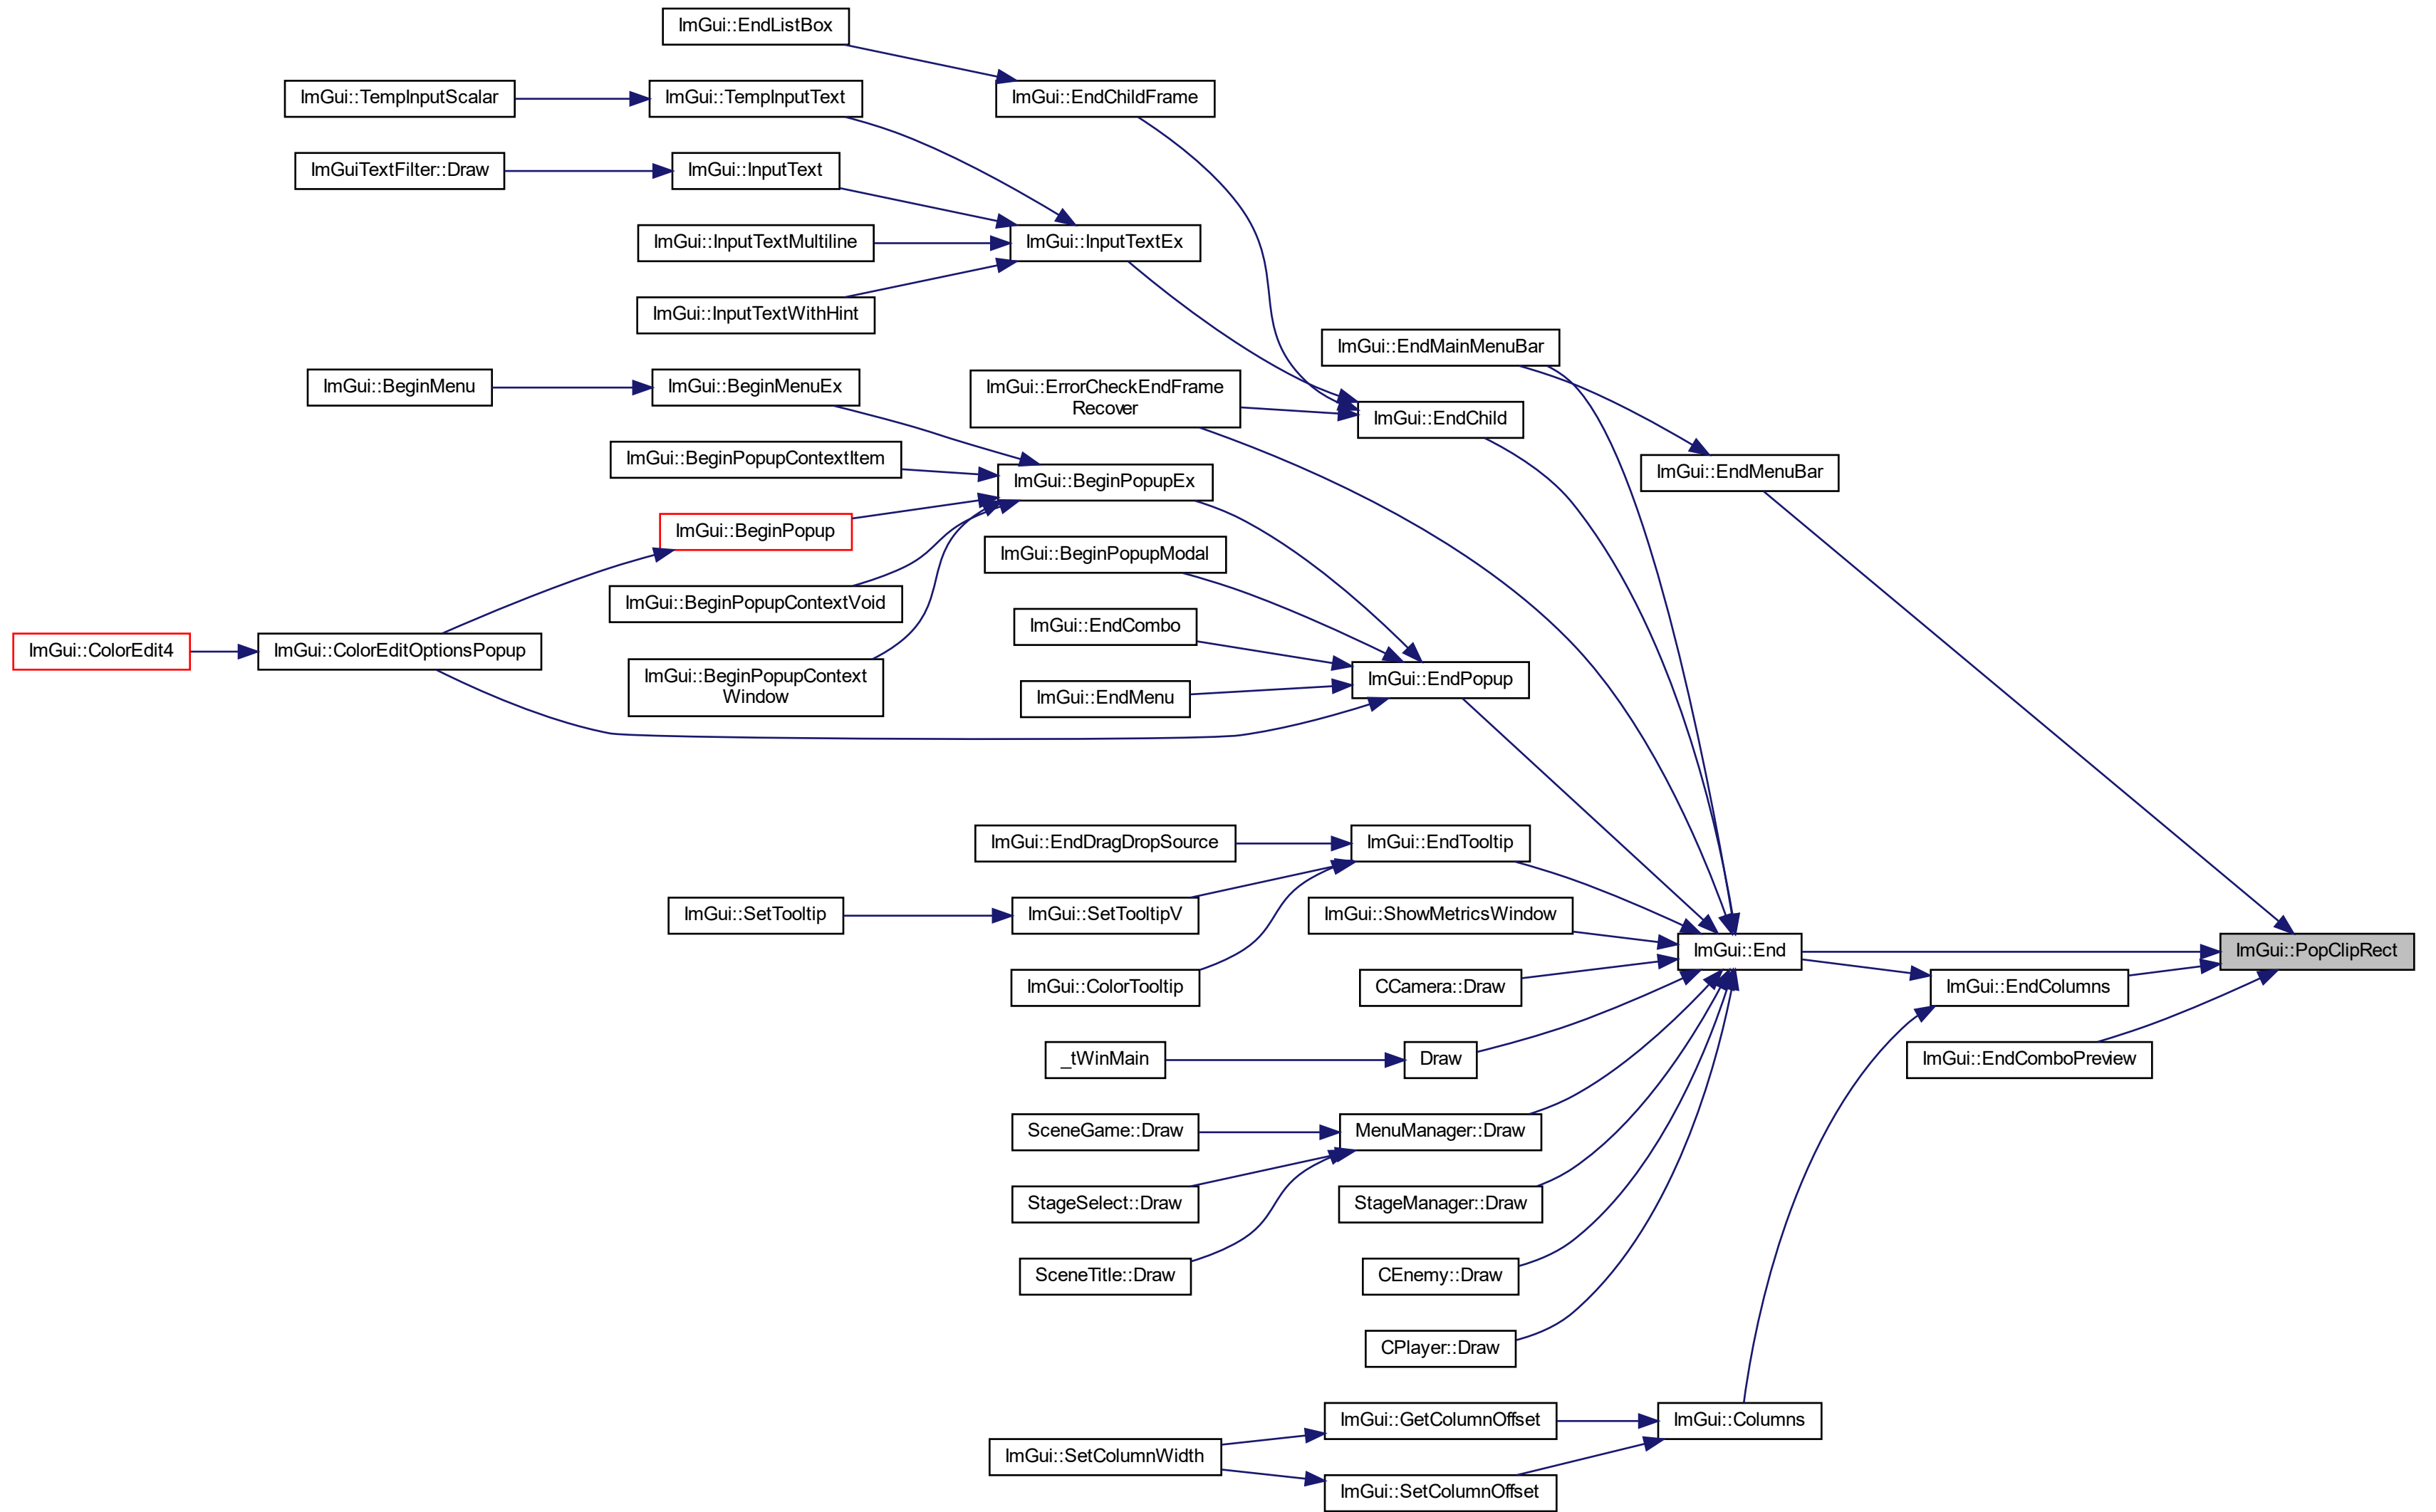 ImGui::EndListBox
ImGui::TempInputScalar
ImGui::TempInputText
ImGui::EndChildFrame
ImGuiTextFilter::Draw
ImGui::InputText
ImGui::InputTextMultiline
ImGui::InputTextEx
ImGui::InputTextWithHint
ImGui::EndMainMenuBar
ImGui::BeginMenu
ImGui::BeginMenuEx
ImGui::ErrorCheckEndFrame
Recover
ImGui::EndChild
ImGui::BeginPopupContextItem
ImGui::BeginPopupEx
ImGui::EndMenuBar
ImGui::BeginPopup
ImGui::BeginPopupModal
ImGui::BeginPopupContextVoid
ImGui::EndCombo
ImGui::ColorEdit4
ImGui::ColorEditOptionsPopup
ImGui::BeginPopupContext
Window
ImGui::EndMenu
ImGui::EndPopup
ImGui::EndDragDropSource
ImGui::EndTooltip
ImGui::SetTooltip
ImGui::SetTooltipV
ImGui::ShowMetricsWindow
ImGui::End
ImGui::PopClipRect
ImGui::ColorTooltip
CCamera::Draw
ImGui::EndColumns
_tWinMain
Draw
ImGui::EndComboPreview
SceneGame::Draw
MenuManager::Draw
StageSelect::Draw
StageManager::Draw
SceneTitle::Draw
CEnemy::Draw
CPlayer::Draw
ImGui::GetColumnOffset
ImGui::Columns
ImGui::SetColumnWidth
ImGui::SetColumnOffset